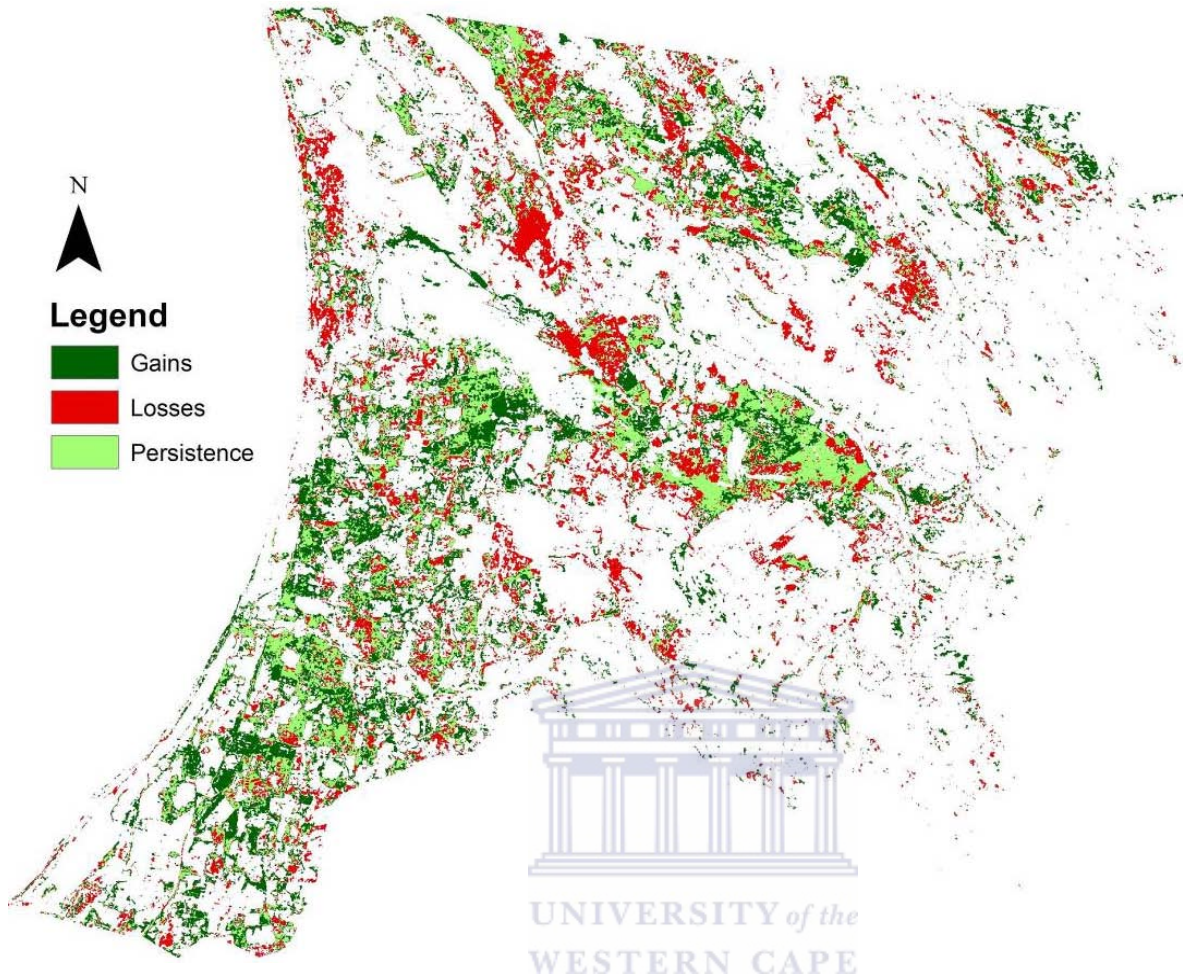 N
Legend
Gains
Losses
Persistence
UNIVERSITY of the
WESTERN CAPE